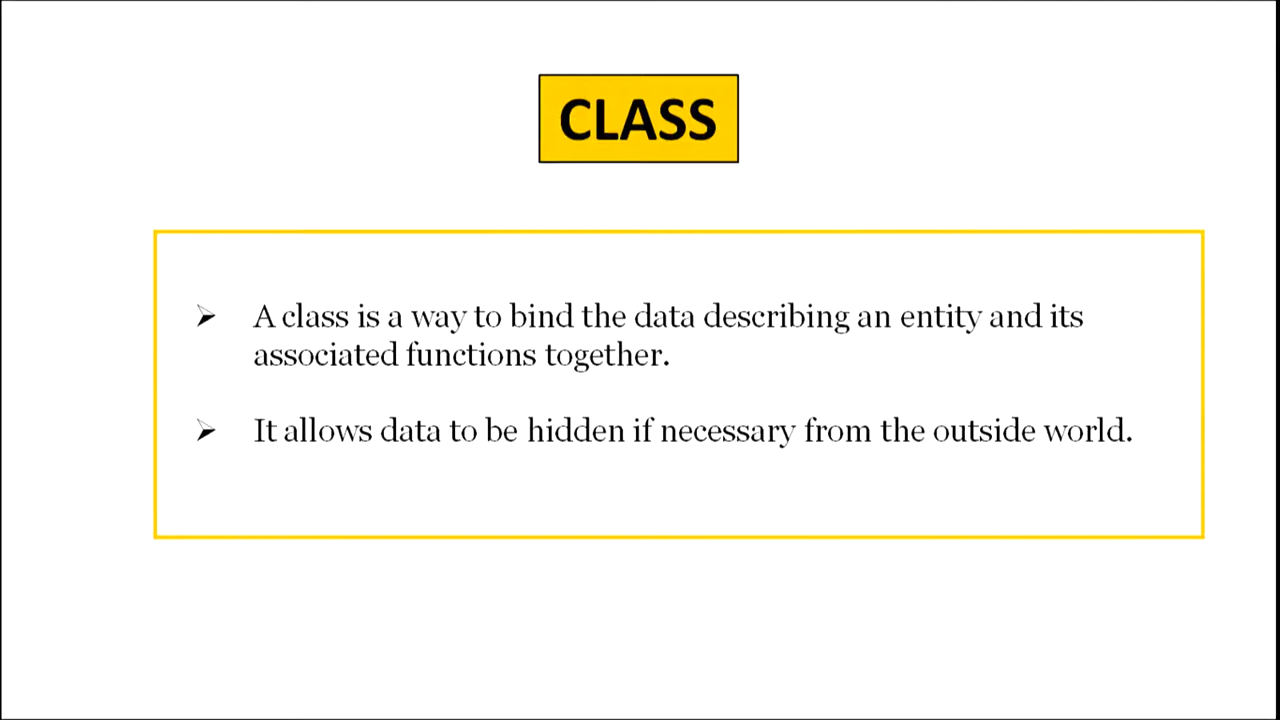 CLASS
➢ A class is a way to bind the data describing an entity and its
associated functions together.
➢ It allows data to be hidden if necessary from the outside world.